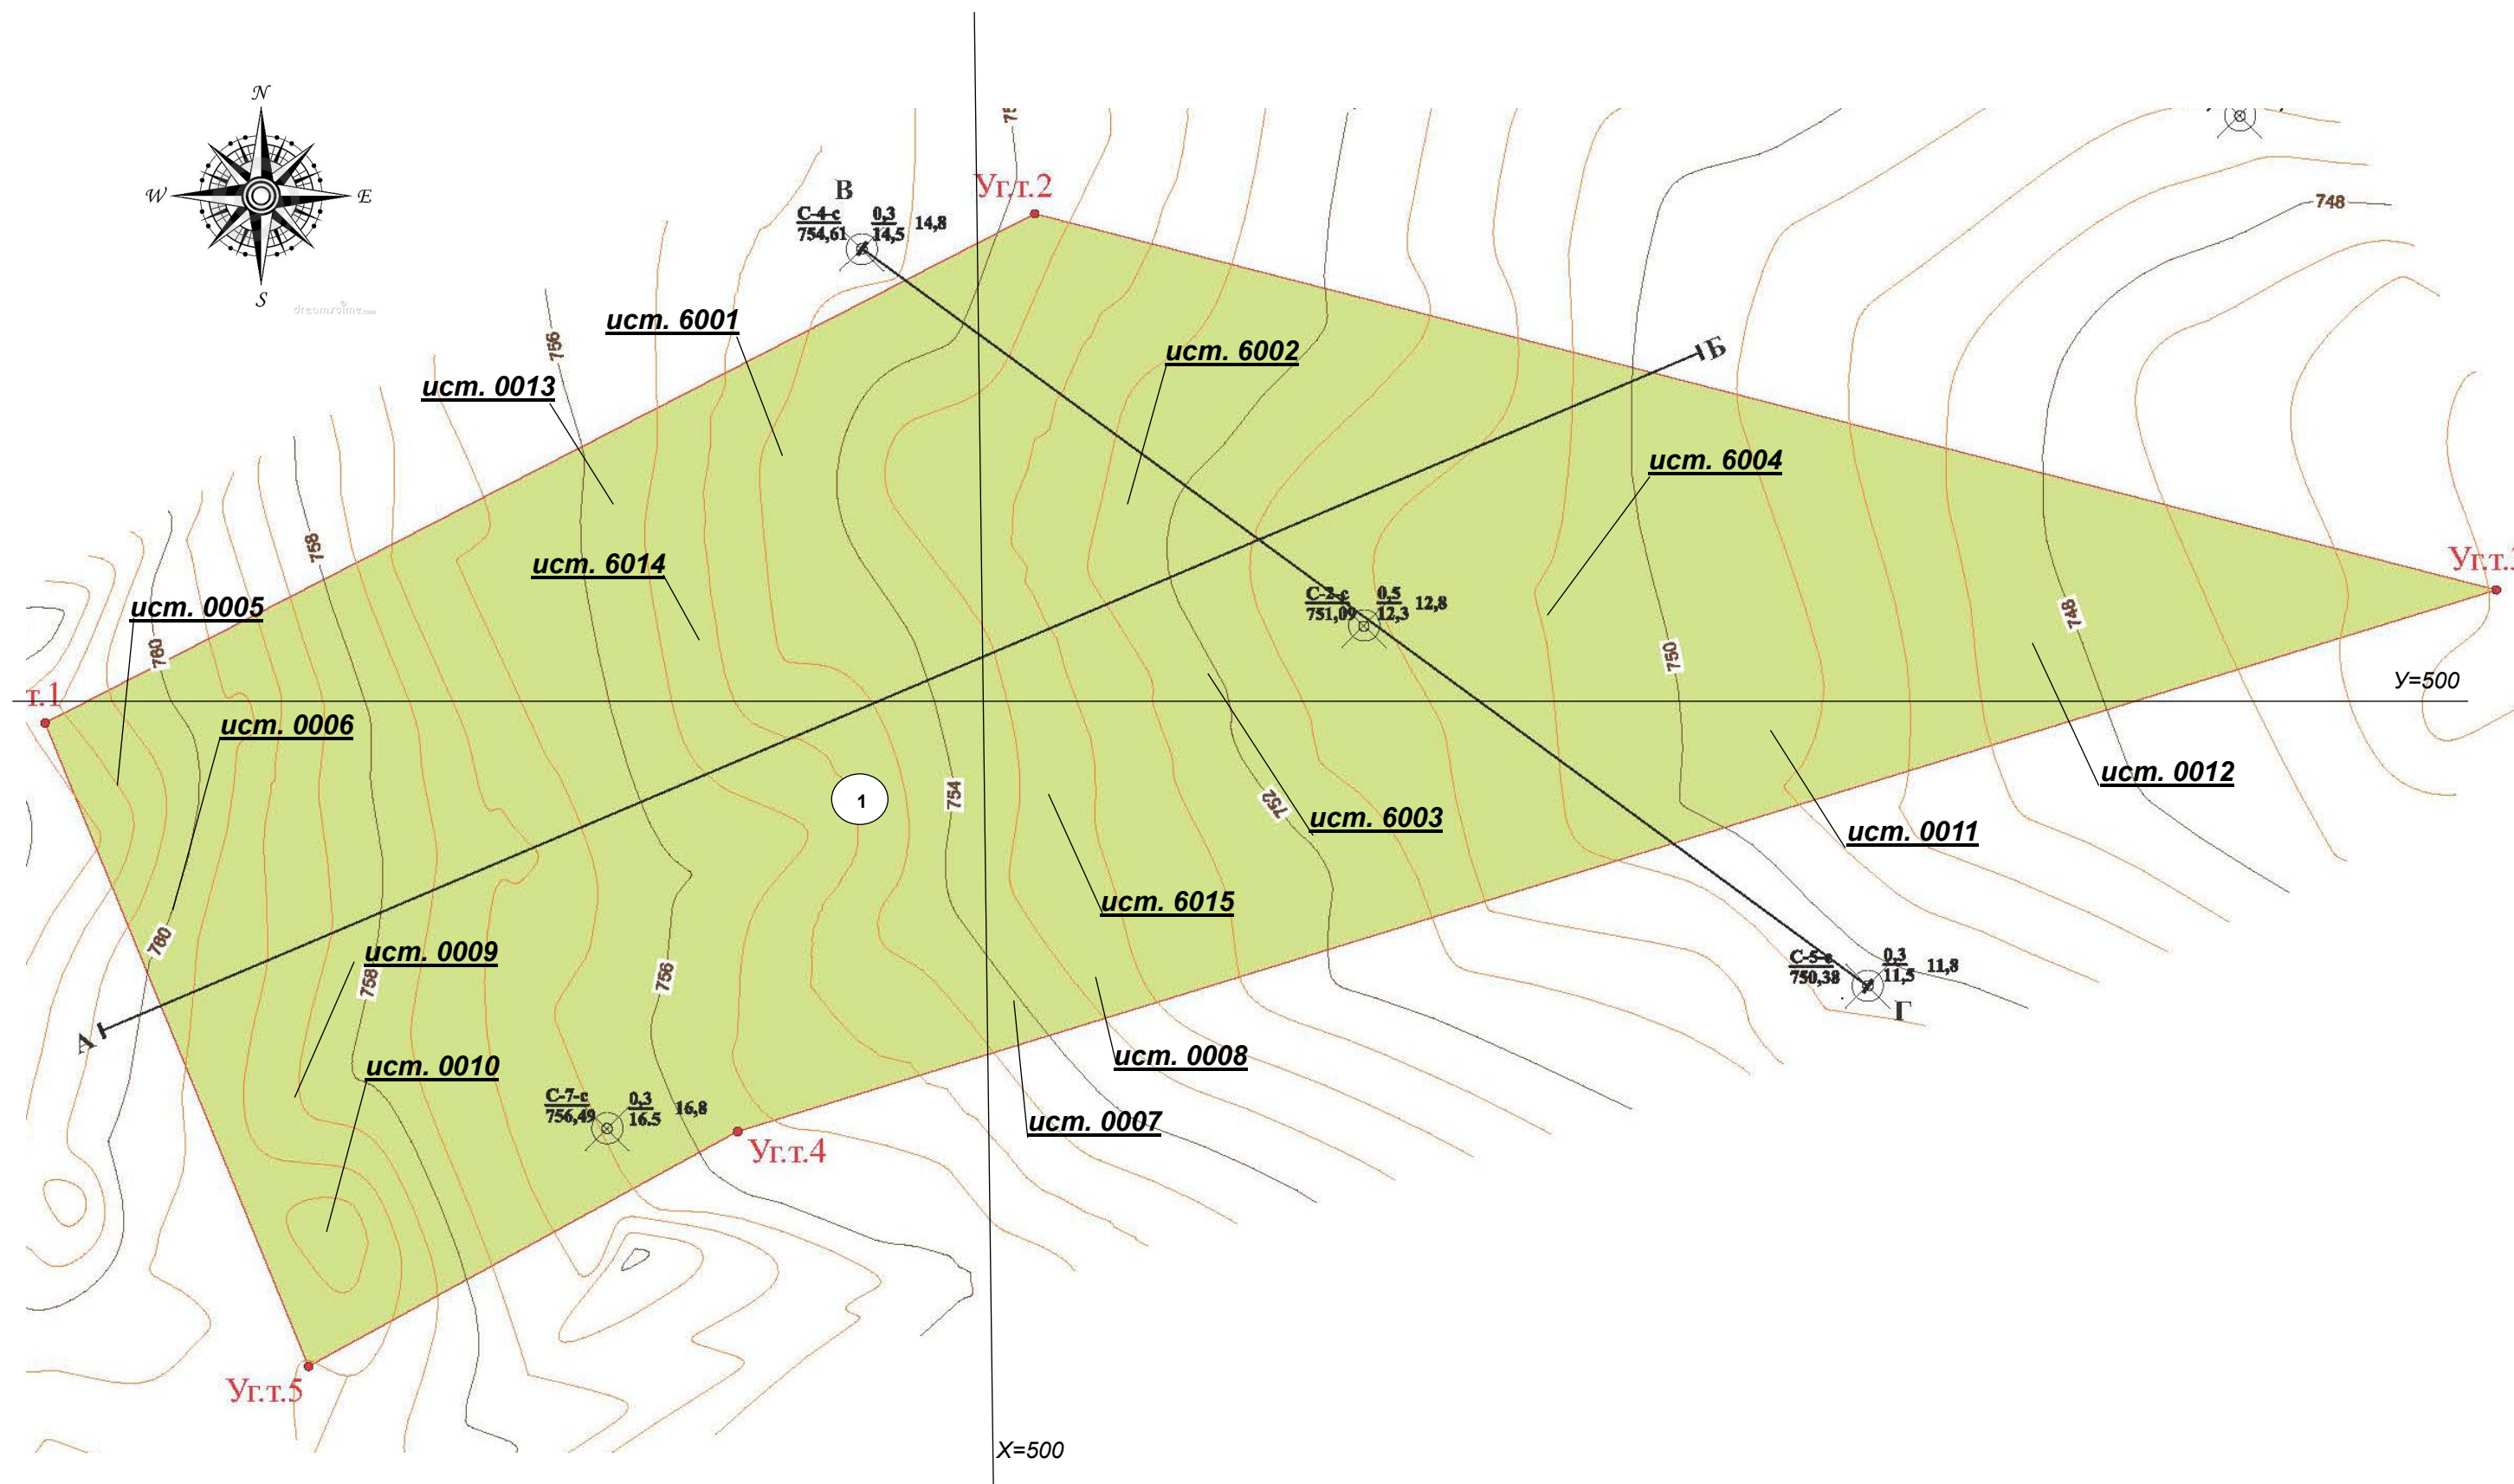 N
W E
S
dreamstime.com
В
С-4-с 0,3 14,8
754,61 14,5
Уг.т.2
748
ист. 6001
756
ист. 6002
Б
ист. 0013
ист. 6004
758
ист. 6014
Уг.т.
ист. 0005
С-2-с 0,5 12,8
751,09 12,3
748
760
750
т.1
У=500
ист. 0006
ист. 0012
754
1
752
ист. 6003
ист. 0011
ист. 6015
760
ист. 0009
758
756
С-5-с 0,3 11,8
750,38 11,5
Г
А
ист. 0010
ист. 0008
С-7-с 0,3 16,8
756,49 16.5
ист. 0007
Уг.т.4
Уг.т.5
X=500